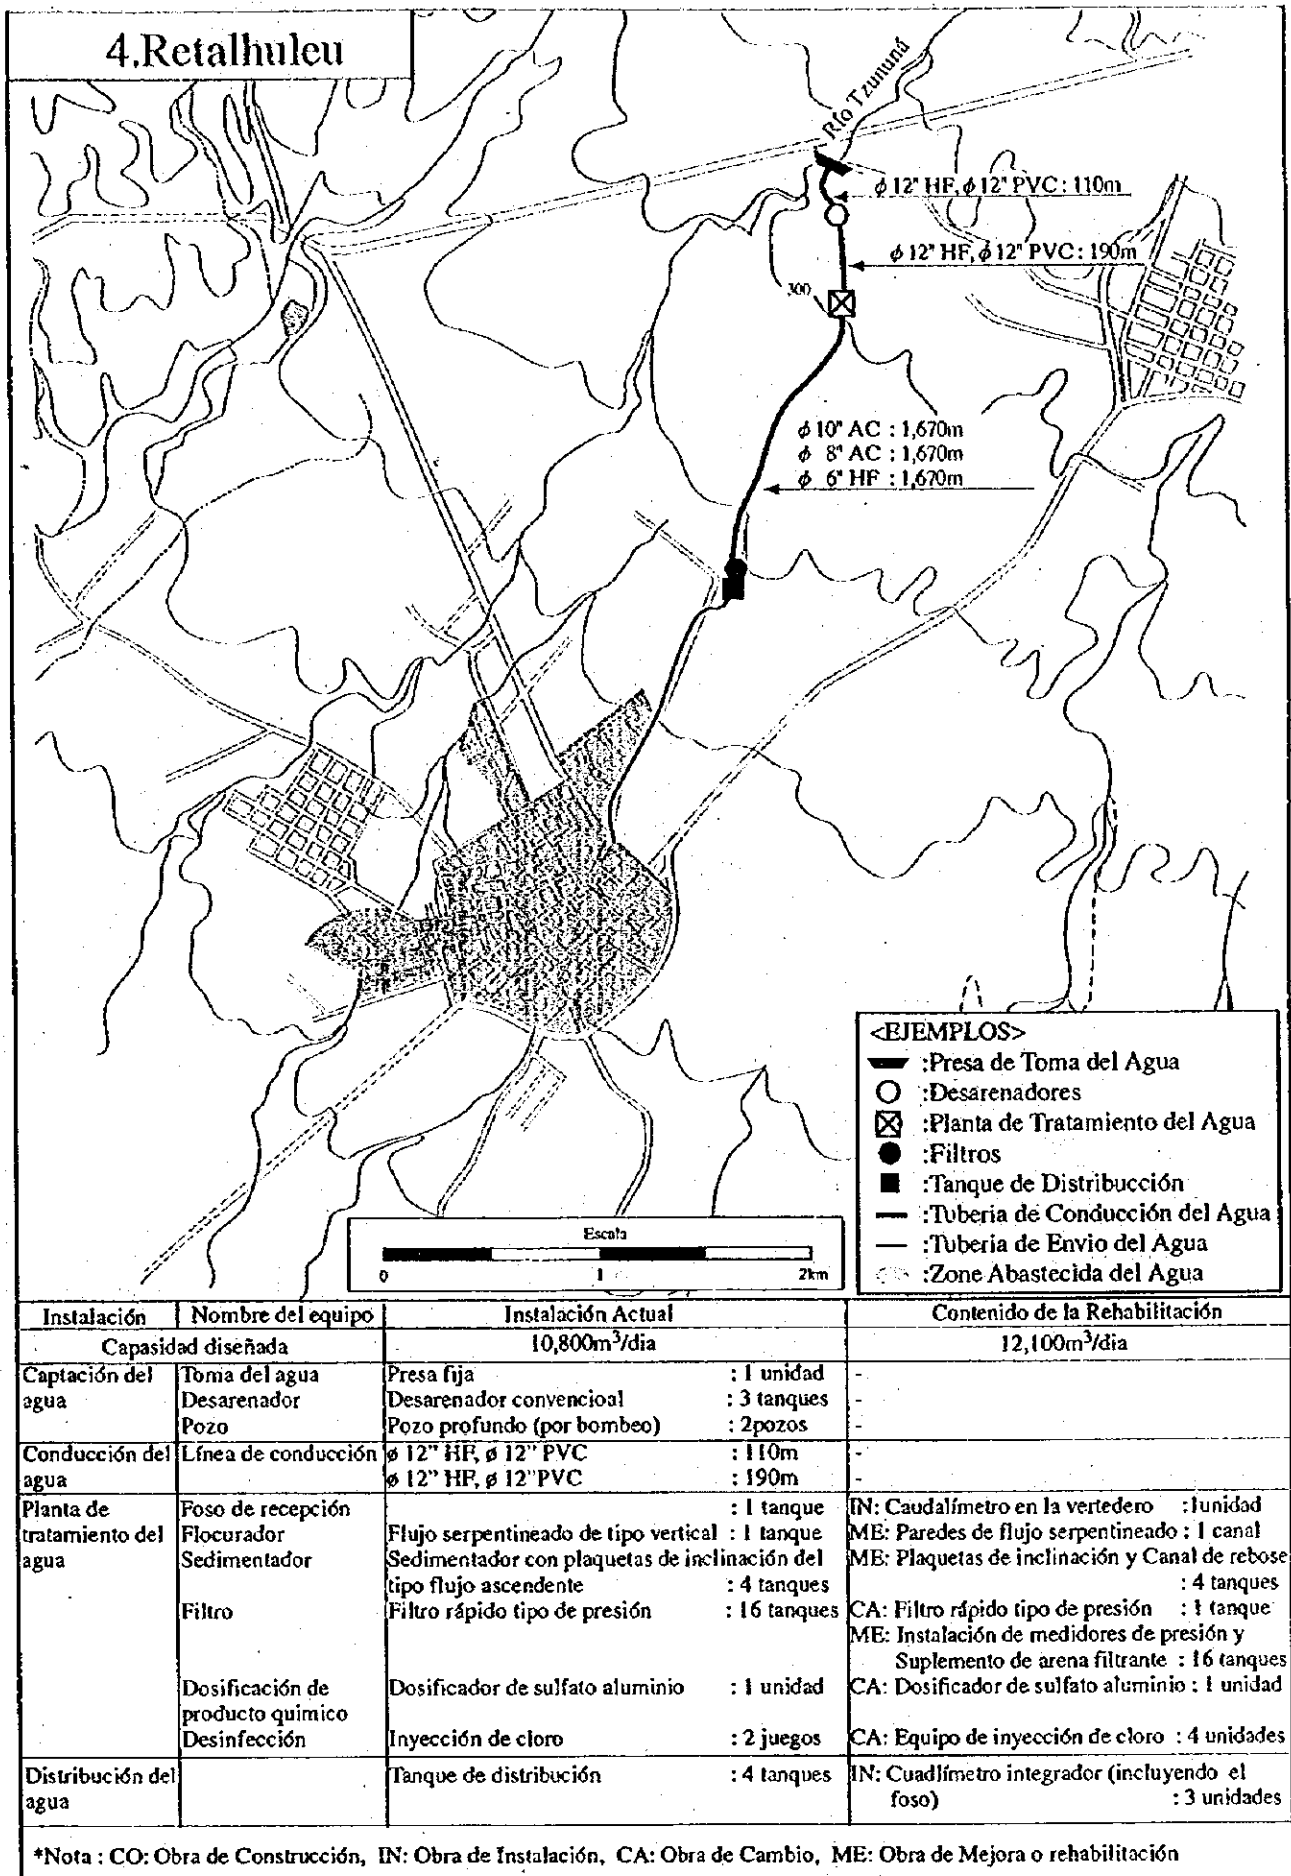 4.Retalhuleu
Río Tzununá
ϕ 12" HF, ϕ 12" PVC : 110m
ϕ 12" HF, ϕ 12" PVC : 190m
300
ϕ 10" AC : 1,670m
ϕ 8" AC : 1,670m
ϕ 6" HF : 1,670m
<EJEMPLOS>
:Presa de Toma del Agua
:Desarenadores
:Planta de Tratamiento del Agua
:Filtros
:Tanque de Distribucción
:Tuberia de Conducción del Agua
:Tuberia de Envio del Agua
:Zone Abastecida del Agua
Escala
0 1 2km
Instalación Nombre del equipo Instalación Actual Contenido de la Rehabilitación
Capasidad diseñada 10,800m³/dia 12,100m³/dia
Captación del Toma del agua Presa fija : 1 unidad -
agua Desarenador Desarenador convencioal : 3 tanques -
Pozo Pozo profundo (por bombeo) : 2pozos -
Conducción del Línea de conducción ø 12" HF, ø 12" PVC : 110m -
agua ø 12" HF, ø 12"PVC : 190m -
Planta de Foso de recepción : 1 tanque IN: Caudalímetro en la vertedero :1unidad
tratamiento del Flocurador Flujo serpentineado de tipo vertical : 1 tanque ME: Paredes de flujo serpentineado : 1 canal
agua Sedimentador Sedimentador con plaquetas de inclinación del ME: Plaquetas de inclinación y Canal de rebose
tipo flujo ascendente : 4 tanques : 4 tanques
Filtro Filtro rápido tipo de presión : 16 tanques CA: Filtro rápido tipo de presión : 1 tanque
ME: Instalación de medidores de presión y
Suplemento de arena filtrante : 16 tanques
Dosificación de Dosificador de sulfato aluminio : 1 unidad CA: Dosificador de sulfato aluminio : 1 unidad
producto quimico
Desinfección Inyección de cloro : 2 juegos CA: Equipo de inyección de cloro : 4 unidades
Distribución del Tanque de distribución : 4 tanques IN: Cuadlímetro integrador (incluyendo el
agua foso) : 3 unidades
*Nota : CO: Obra de Construcción, IN: Obra de Instalación, CA: Obra de Cambio, ME: Obra de Mejora o rehabilitación